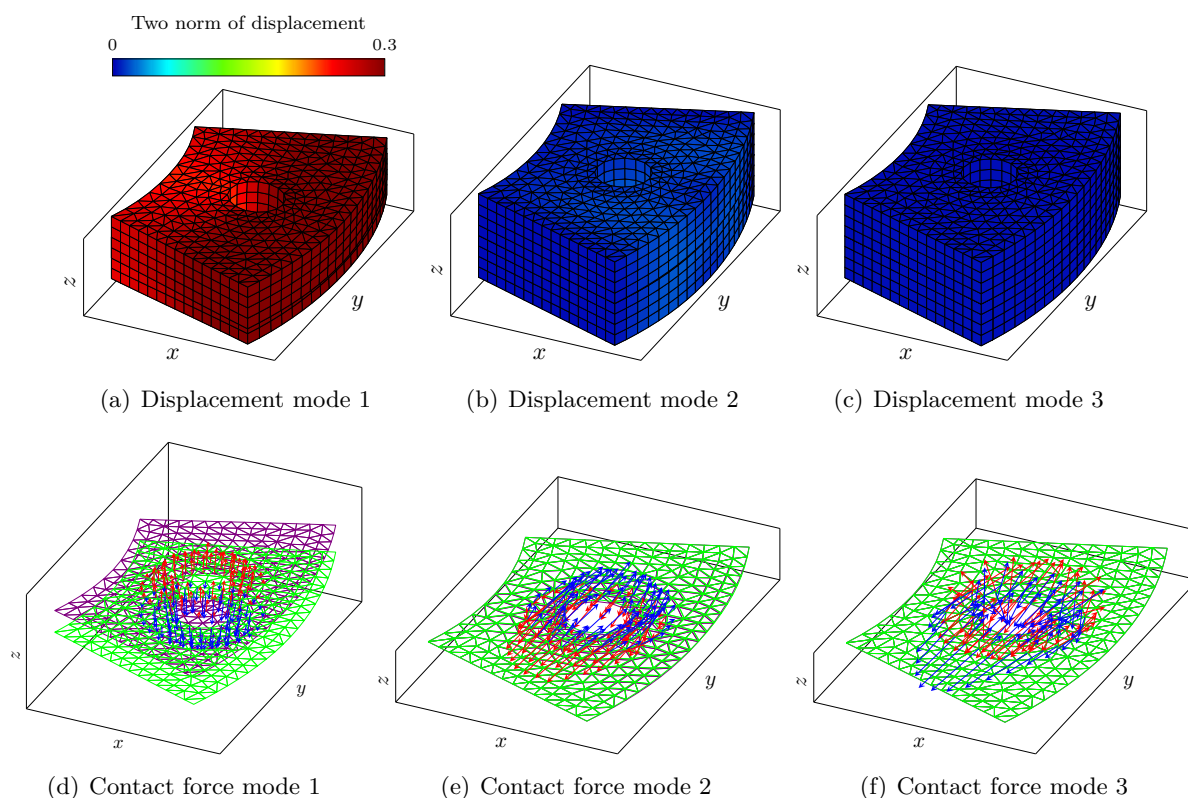 Two norm of displacement
0 0.3
z x y
z x y
z x y
(a) Displacement mode 1
(b) Displacement mode 2
(c) Displacement mode 3
z x y
z x y
z x y
(d) Contact force mode 1
(e) Contact force mode 2
(f) Contact force mode 3